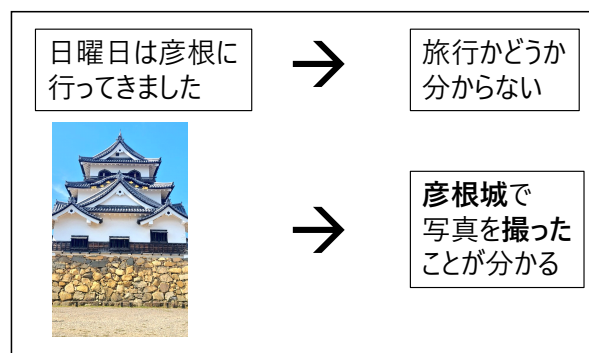 日曜日は彦根に
行ってきました
→
旅行かどうか
分からない
→
彦根城で
写真を撮った
ことが分かる